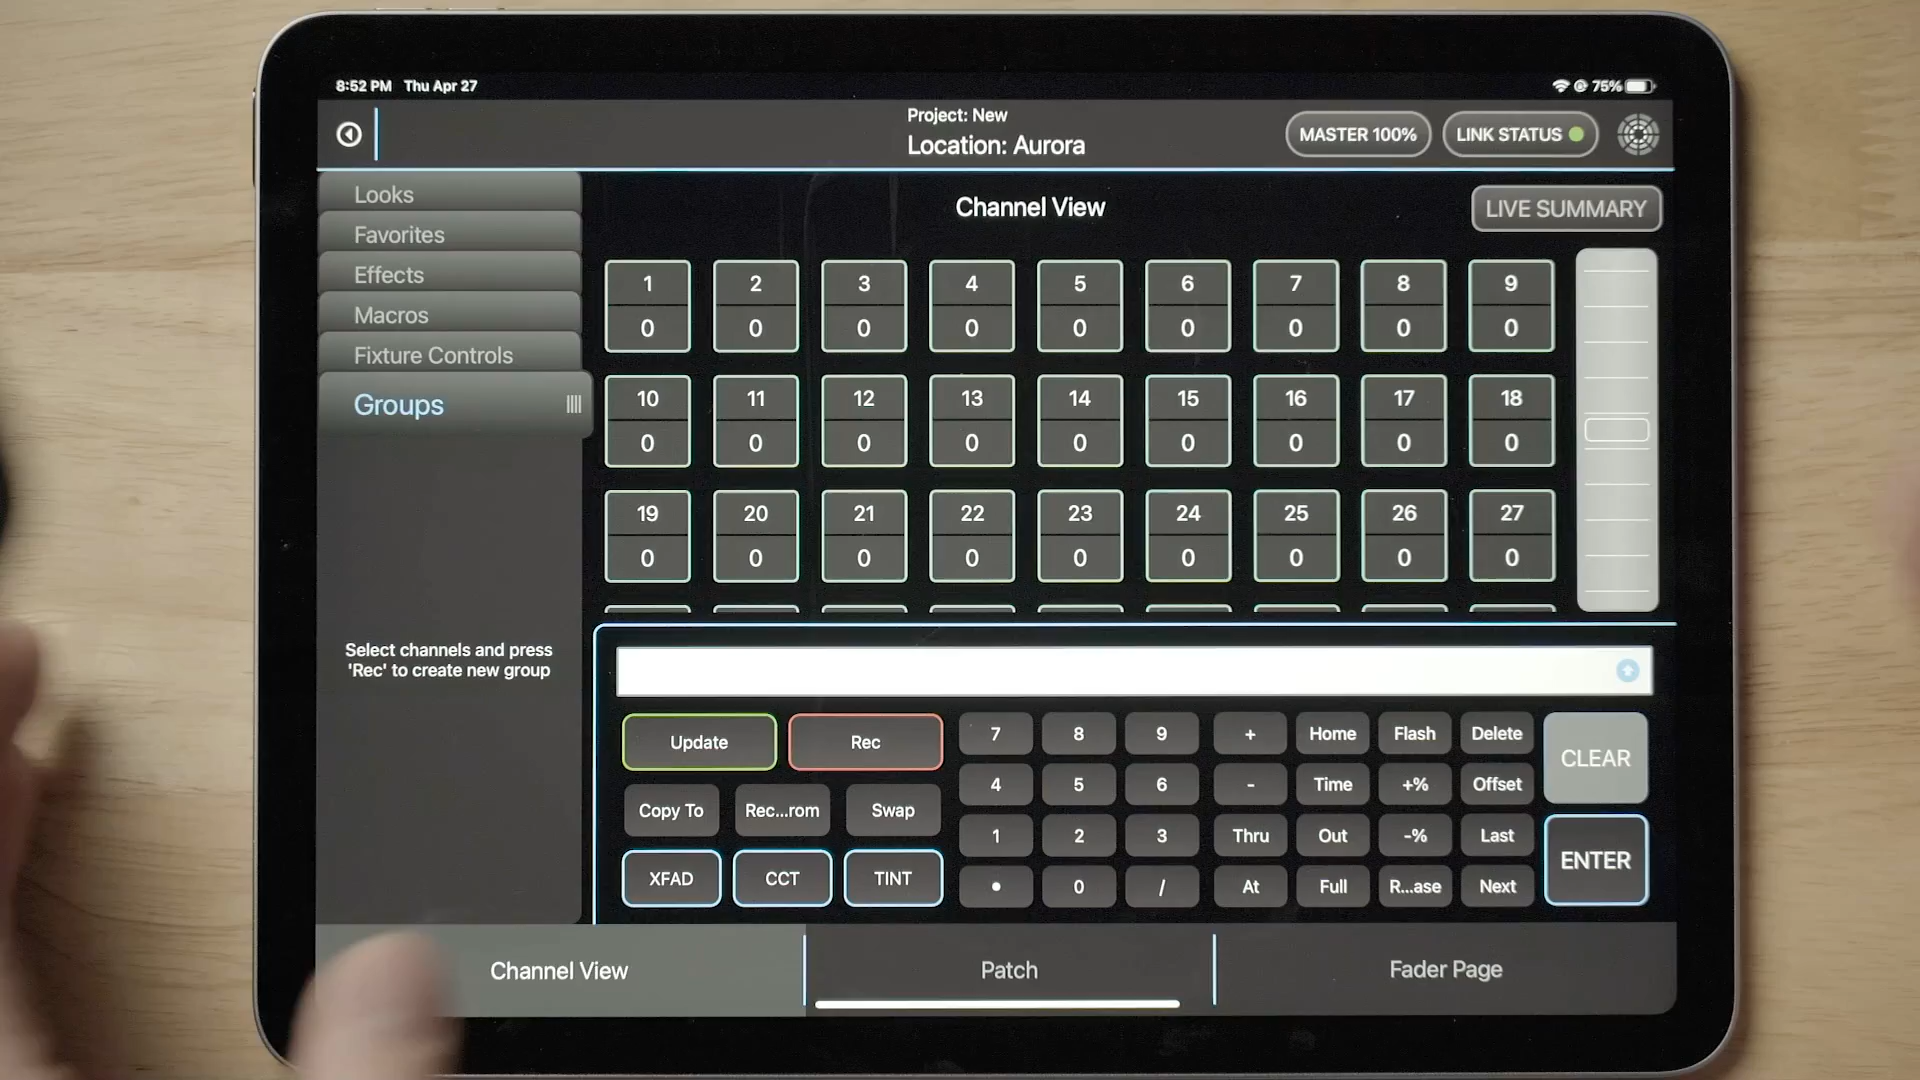 8:52 PM Thu Apr 27
75%
Project: New
Location: Aurora
MASTER 100%
LINK STATUS
Looks
Favorites
Effects
Macros
Fixture Controls
Groups
Select channels and press
'Rec' to create new group
Channel View
LIVE SUMMARY
1 2 3 4 5 6 7 8 9
0 0 0 0 0 0 0 0 0
10 11 12 13 14 15 16 17 18
0 0 0 0 0 0 0 0 0
19 20 21 22 23 24 25 26 27
0 0 0 0 0 0 0 0 0
Update Rec 7 8 9 + Home Flash Delete CLEAR
Copy To Rec...rom Swap 4 5 6 - Time +% Offset
1 2 3 Thru Out -% Last ENTER
XFAD CCT TINT • 0 / At Full R...ase Next
Channel View Patch Fader Page